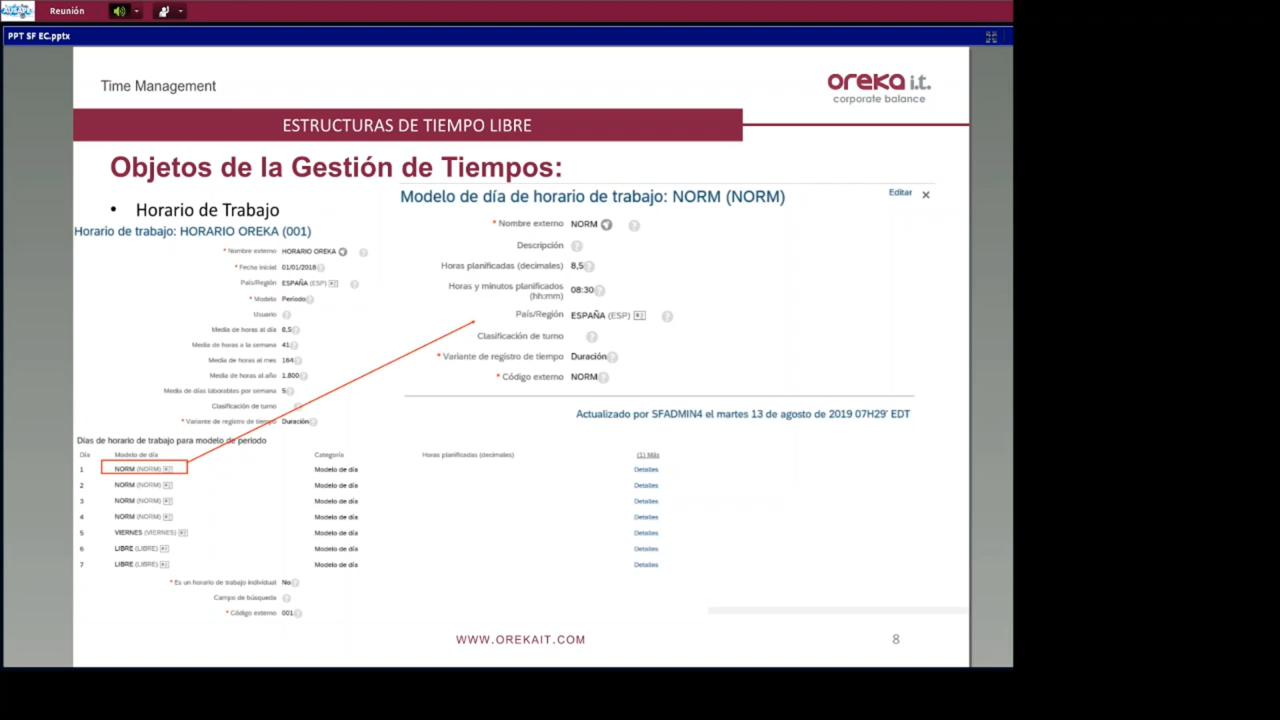 Reunión
PPT SF EC.pptx
Time Management
oreka i.t.
corporate balance
ESTRUCTURAS DE TIEMPO LIBRE
Objetos de la Gestión de Tiempos:
• Horario de Trabajo
Horario de trabajo: HORARIO OREKA (001)
* Nombre externo HORARIO OREKA
* Fecha inicial 01/01/2018
País/Región ESPAÑA (ESP)
* Modelo Período
Usuario
Media de horas al día 8,5
Media de horas a la semana 41
Media de horas al mes 164
Media de horas al año 1.800
Media de días laborables por semana 5
Clasificación de turno
* Variante de registro de tiempo Duración
Días de horario de trabajo para modelo de período
Día Modelo de día Categoría Horas planificadas (decimales) (1) Más
1 NORM (NORM) Modelo de día Detalles
2 NORM (NORM) Modelo de día Detalles
3 NORM (NORM) Modelo de día Detalles
4 NORM (NORM) Modelo de día Detalles
5 VIERNES (VIERNES) Modelo de día Detalles
6 LIBRE (LIBRE) Modelo de día Detalles
7 LIBRE (LIBRE) Modelo de día Detalles
* Es un horario de trabajo individual No
Campo de búsqueda
* Código externo 001
Modelo de día de horario de trabajo: NORM (NORM)
Editar ×
* Nombre externo NORM
Descripción
Horas planificadas (decimales) 8,5
Horas y minutos planificados
(hh:mm) 08:30
País/Región ESPAÑA (ESP)
Clasificación de turno
* Variante de registro de tiempo Duración
* Código externo NORM
Actualizado por SFADMIN4 el martes 13 de agosto de 2019 07H29' EDT
WWW.OREKAIT.COM
8